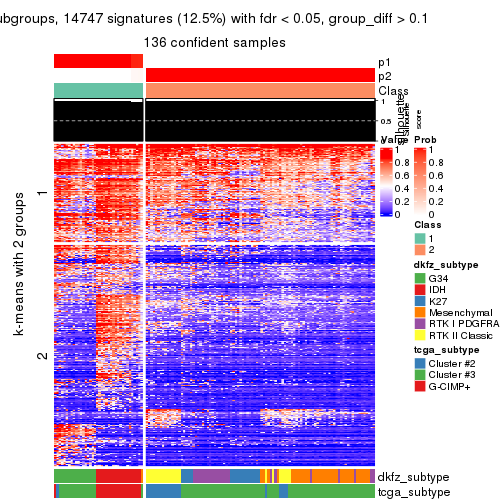 ubgroups, 14747 signatures (12.5%) with fdr < 0.05, group_diff > 0.1
136 confident samples
p1
p2
Class
1
0.5
silhouette
Silhouette
score
k-means with 2 groups
1
2
Value
1
0.8
0.6
0.4
0.2
0
Prob
1
0.8
0.6
0.4
0.2
0
Class
1
2
dkfz_subtype
G34
IDH
K27
Mesenchymal
RTK I PDGFRA
RTK II Classic
tcga_subtype
Cluster #2
Cluster #3
G-CIMP+
dkfz_subtype
tcga_subtype